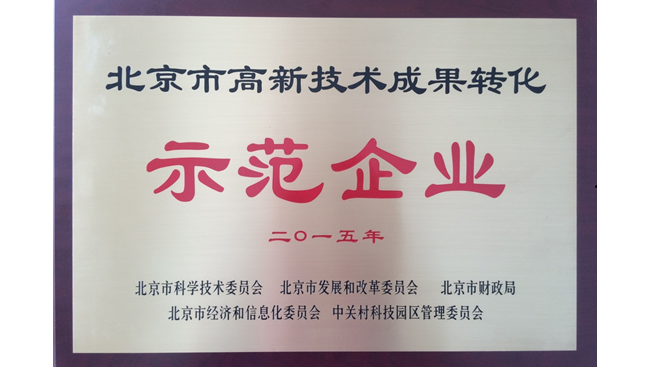 北京市高新技术成果转化
示范企业
二〇一五年
北京市科学技术委员会 北京市发展和改革委员会 北京市财政局
北京市经济和信息化委员会 中关村科技园区管理委员会